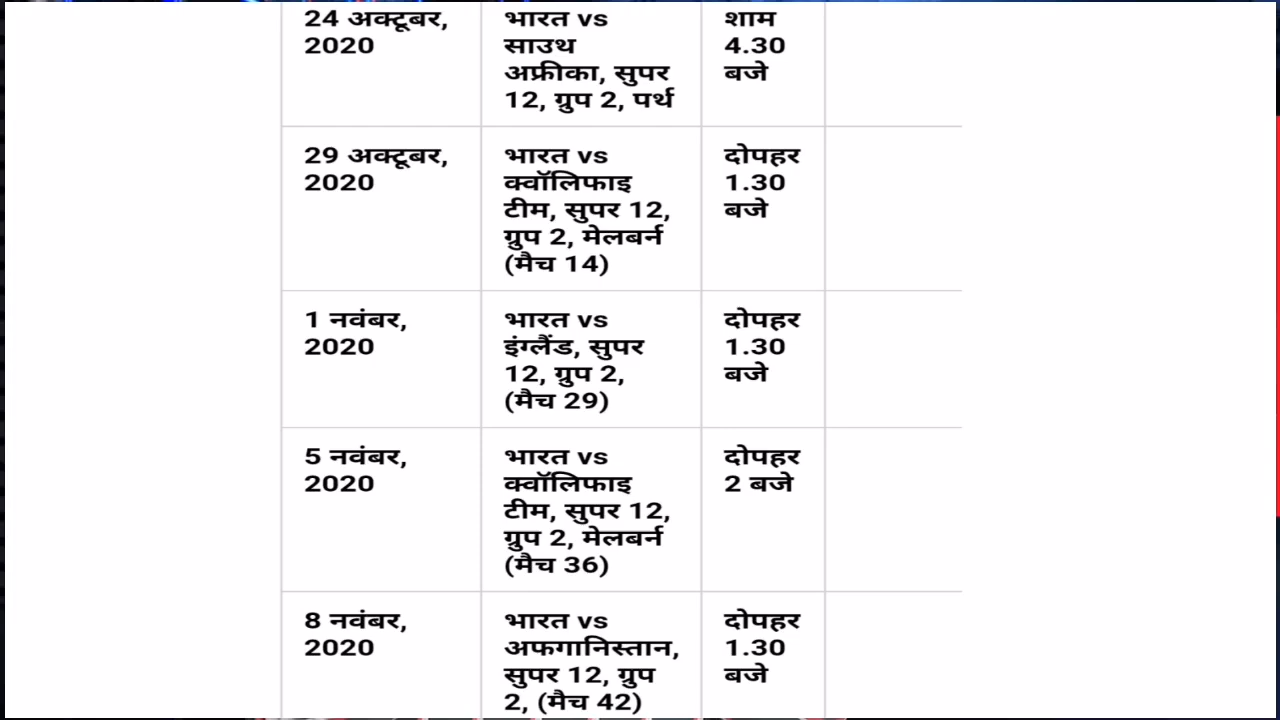 24 अक्टूबर,
2020
भारत vs
साउथ
अफ्रीका, सुपर
12, ग्रुप 2, पर्थ
शाम
4.30
बजे
29 अक्टूबर,
2020
भारत vs
क्वॉलिफाइ
टीम, सुपर 12,
ग्रुप 2, मेलबर्न
(मैच 14)
दोपहर
1.30
बजे
1 नवंबर,
2020
भारत vs
इंग्लैंड, सुपर
12, ग्रुप 2,
(मैच 29)
दोपहर
1.30
बजे
5 नवंबर,
2020
भारत vs
क्वॉलिफाइ
टीम, सुपर 12,
ग्रुप 2, मेलबर्न
(मैच 36)
दोपहर
2 बजे
8 नवंबर,
2020
भारत vs
अफगानिस्तान,
सुपर 12, ग्रुप
2, (मैच 42)
दोपहर
1.30
बजे